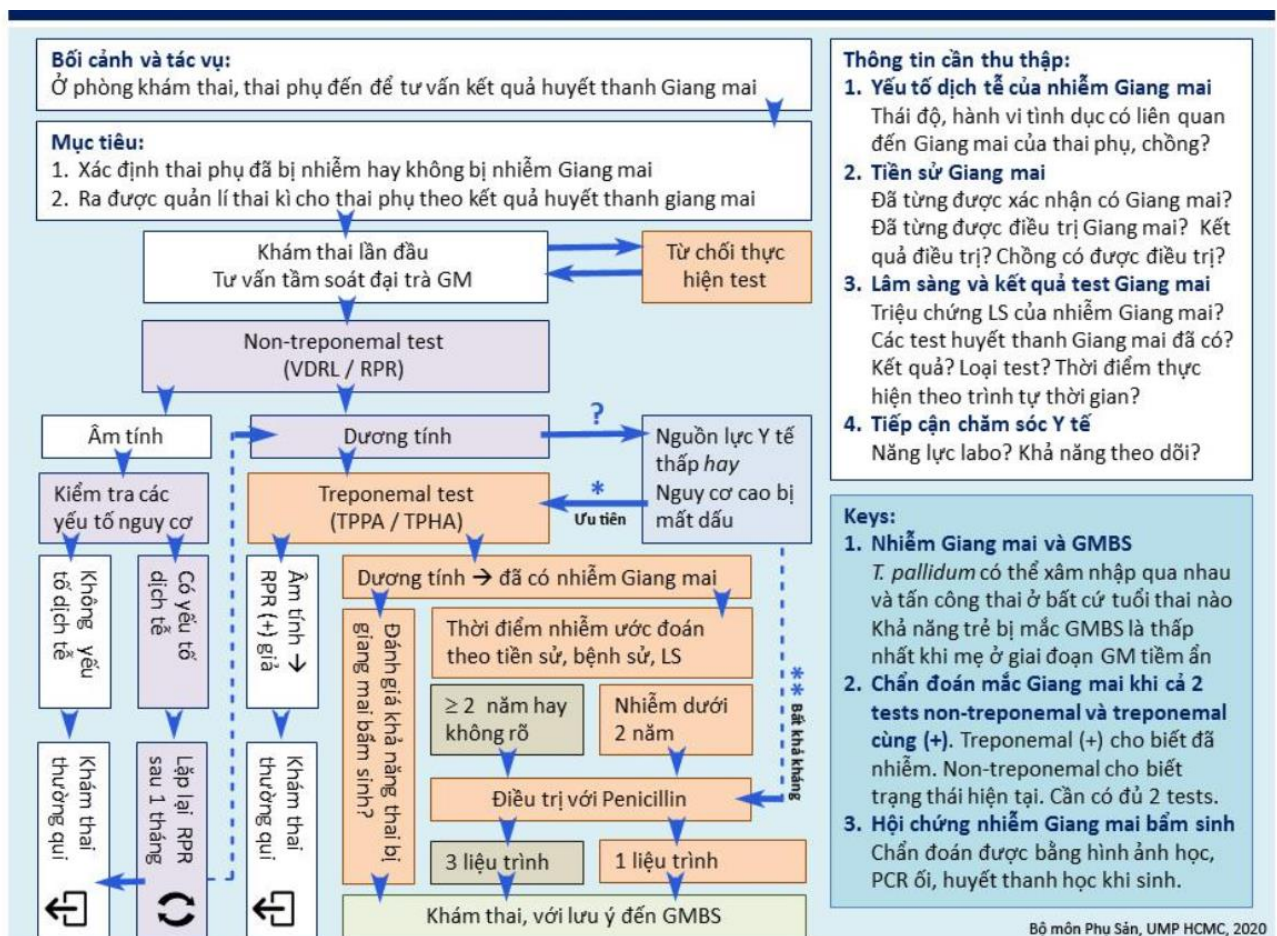 Bối cảnh và tác vụ:
Ở phòng khám thai, thai phụ đến để tư vấn kết quả huyết thanh Giang mai
Mục tiêu:
1. Xác định thai phụ đã bị nhiễm hay không bị nhiễm Giang mai
2. Ra được quản lí thai kì cho thai phụ theo kết quả huyết thanh giang mai
Khám thai lần đầu
Tư vấn tầm soát đại trà GM
Từ chối thực
hiện test
Non-treponemal test
(VDRL / RPR)
Âm tính
Dương tính
?
Nguồn lực Y tế
thấp hay
Nguy cơ cao bị
mất dấu
Kiểm tra các
yếu tố nguy cơ
Treponemal test
(TPPA / TPHA)
*
Ưu tiên
Không yếu
tố dịch tễ
Có yếu tố
dịch tễ
Âm tính →
RPR (+) giả
Dương tính → đã có nhiễm Giang mai
Đánh giá khả năng thai bị
giang mai bẩm sinh?
Thời điểm nhiễm ước đoán
theo tiền sử, bệnh sử, LS
≥ 2 năm hay
không rõ
Nhiễm dưới
2 năm
** Bất khả kháng
Khám thai
thường qui
Lặp lại RPR
sau 1 tháng
Khám thai
thường qui
Điều trị với Penicillin
3 liệu trình
1 liệu trình
Khám thai, với lưu ý đến GMBS
Thông tin cần thu thập:
1. Yếu tố dịch tễ của nhiễm Giang mai
Thái độ, hành vi tình dục có liên quan
đến Giang mai của thai phụ, chồng?
2. Tiền sử Giang mai
Đã từng được xác nhận có Giang mai?
Đã từng được điều trị Giang mai? Kết
quả điều trị? Chồng có được điều trị?
3. Lâm sàng và kết quả test Giang mai
Triệu chứng LS của nhiễm Giang mai?
Các test huyết thanh Giang mai đã có?
Kết quả? Loại test? Thời điểm thực
hiện theo trình tự thời gian?
4. Tiếp cận chăm sóc Y tế
Năng lực labo? Khả năng theo dõi?
Keys:
1. Nhiễm Giang mai và GMBS
T. pallidum có thể xâm nhập qua nhau
và tấn công thai ở bất cứ tuổi thai nào
Khả năng trẻ bị mắc GMBS là thấp
nhất khi mẹ ở giai đoạn GM tiềm ẩn
2. Chẩn đoán mắc Giang mai khi cả 2
tests non-treponemal và treponemal
cùng (+). Treponemal (+) cho biết đã
nhiễm. Non-treponemal cho biết
trạng thái hiện tại. Cần có đủ 2 tests.
3. Hội chứng nhiễm Giang mai bẩm sinh
Chẩn đoán được bằng hình ảnh học,
PCR ối, huyết thanh học khi sinh.
Bộ môn Phụ Sản, UMP HCMC, 2020